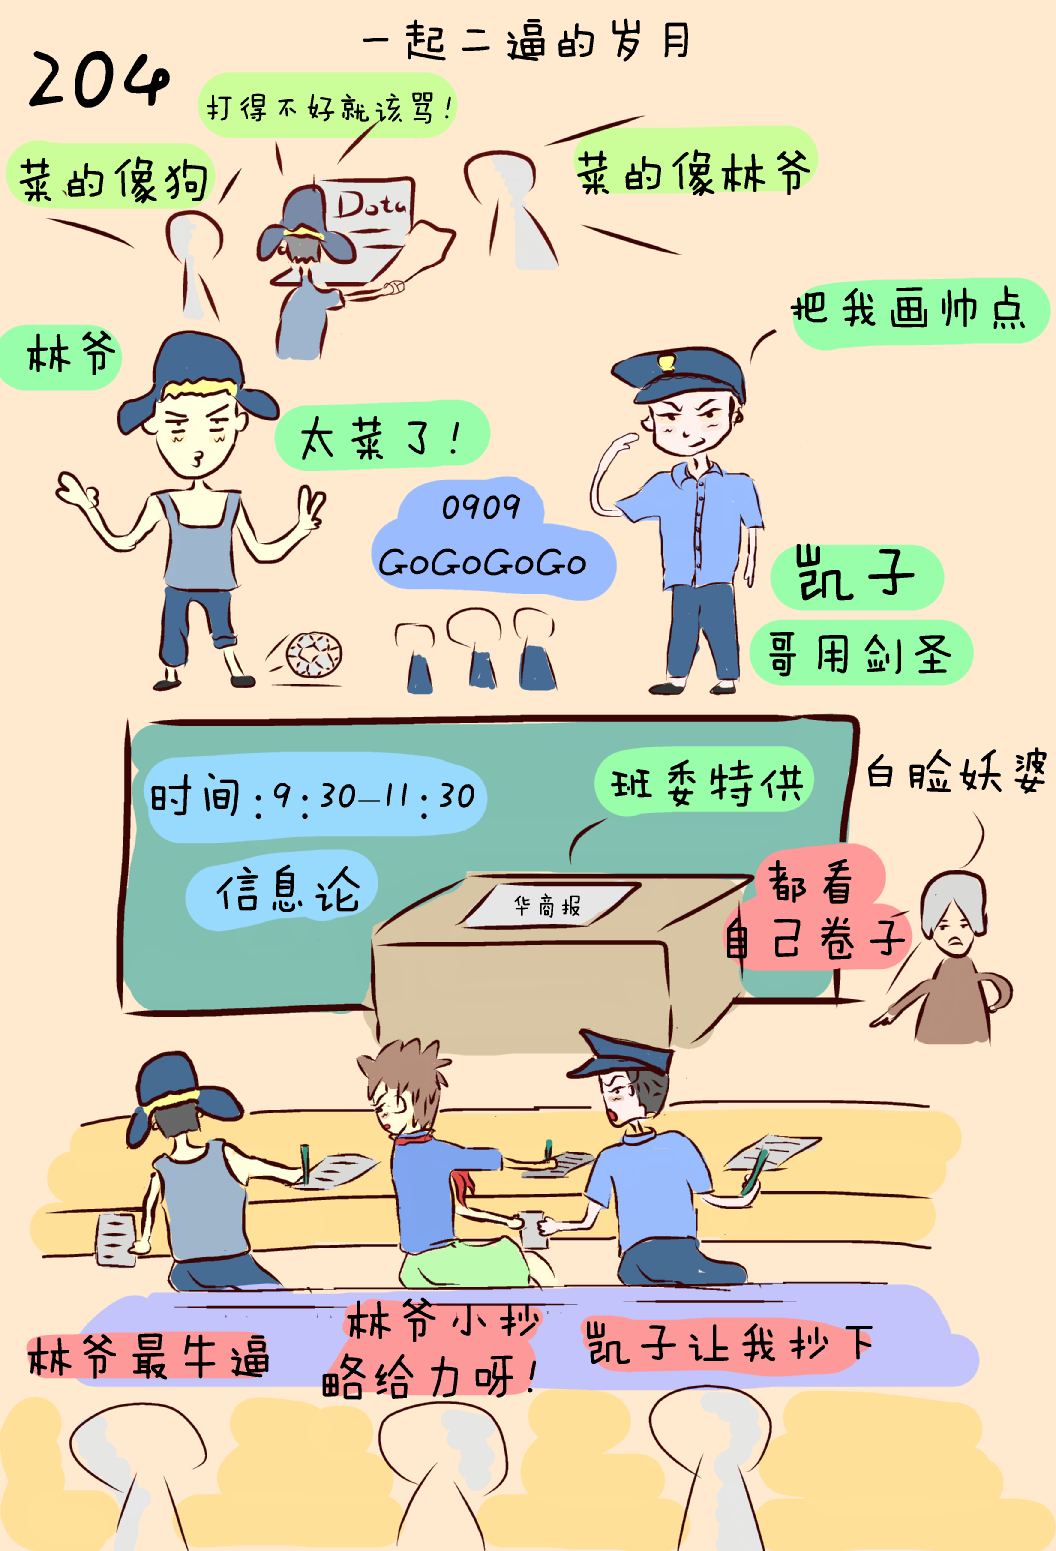 一起二逼的岁月
204
打得不好就该骂!
菜的像狗
菜的像林爷
Dota
把我画帅点
林爷
太菜了!
0909
GoGoGoGo
凯子
哥用剑圣
时间:9:30—11:30
班委特供
白脸妖婆
信息论
华商报
都看
自己卷子
林爷最牛逼
林爷小抄
略给力呀!
凯子让我抄下